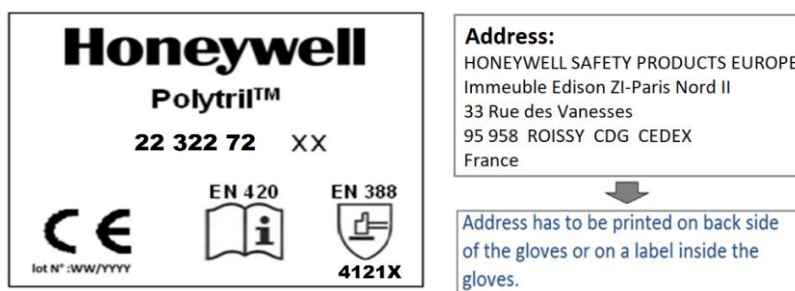 Honeywell
Polytril™
22 322 72 XX
EN 420
EN 388
i
CE
lot N° :WW/YYYY
4121X
Address:
HONEYWELL SAFETY PRODUCTS EUROPE
Immeuble Edison ZI-Paris Nord II
33 Rue des Vanesses
95 958 ROISSY CDG CEDEX
France
Address has to be printed on back side
of the gloves or on a label inside the
gloves.